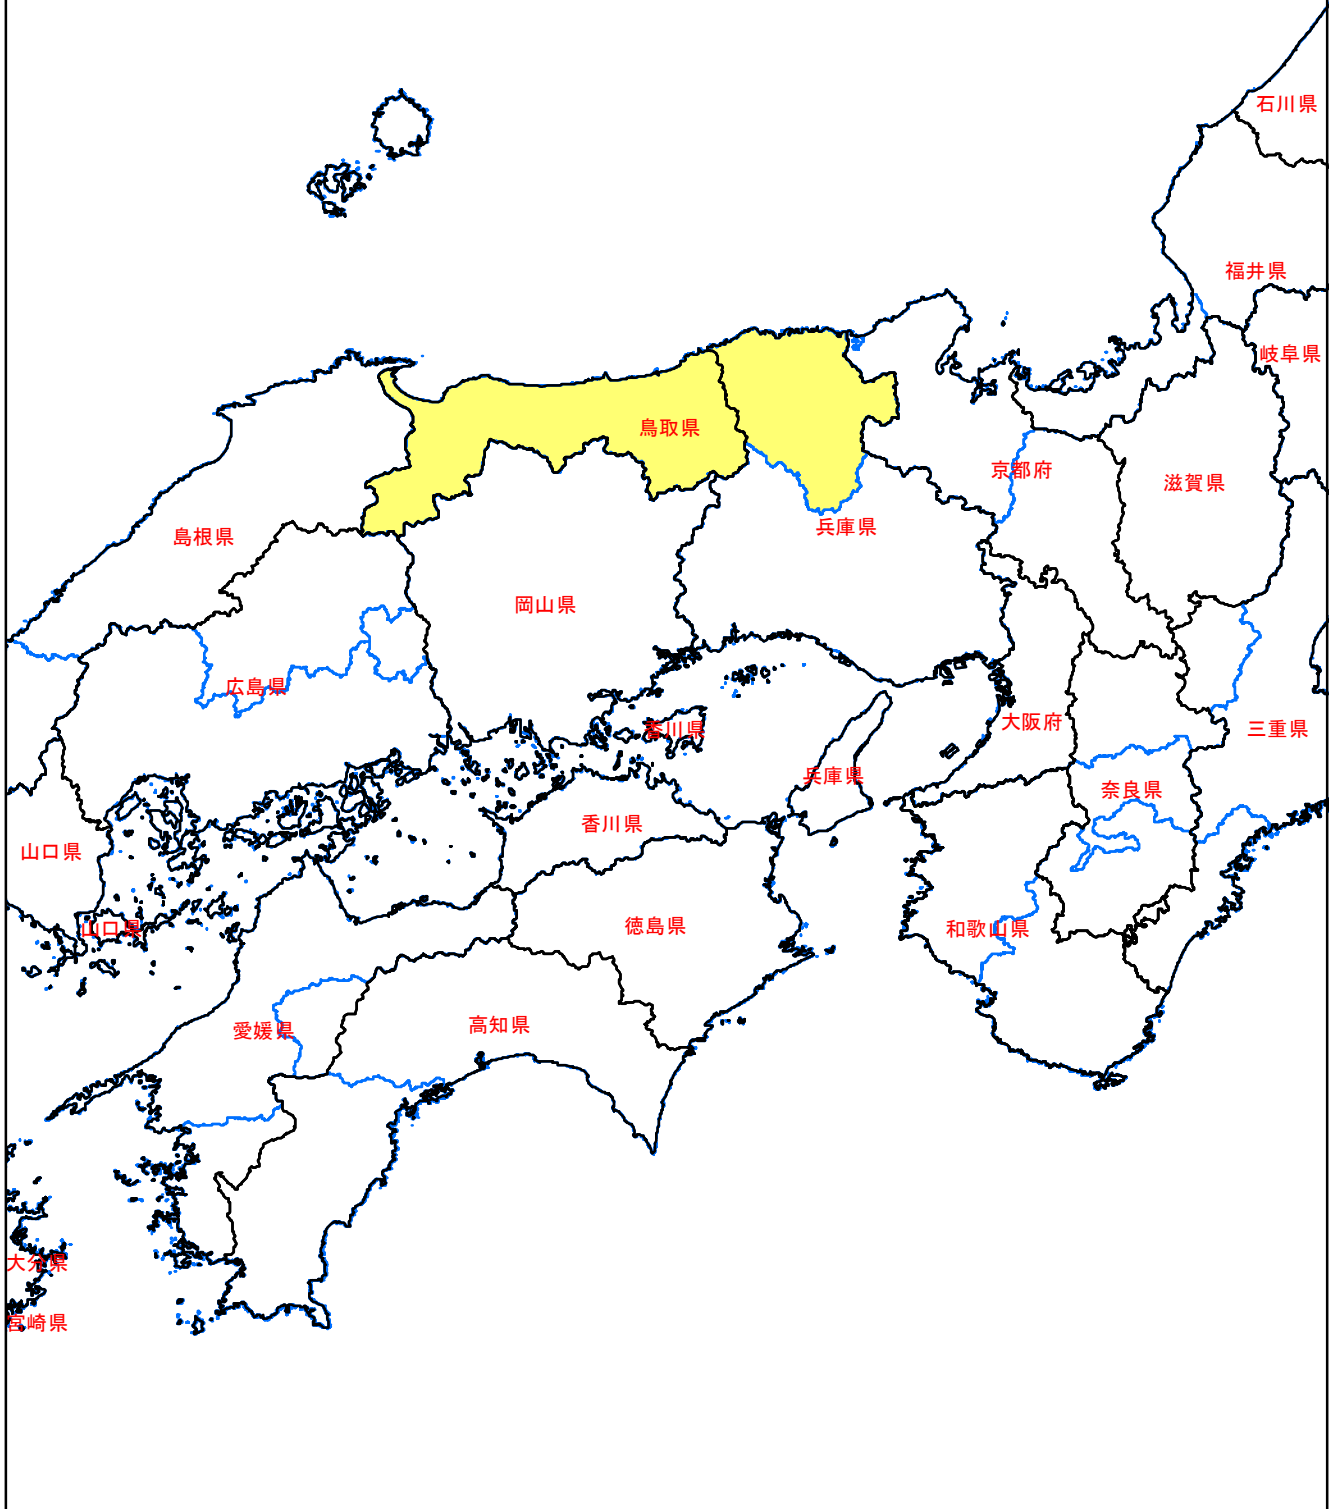 石川県
福井県
岐阜県
鳥取県
京都府
滋賀県
兵庫県
島根県
岡山県
広島県
香川県
大阪府
三重県
兵庫県
奈良県
香川県
山口県
山口県
徳島県
和歌山県
愛媛県
高知県
大分県
宮崎県